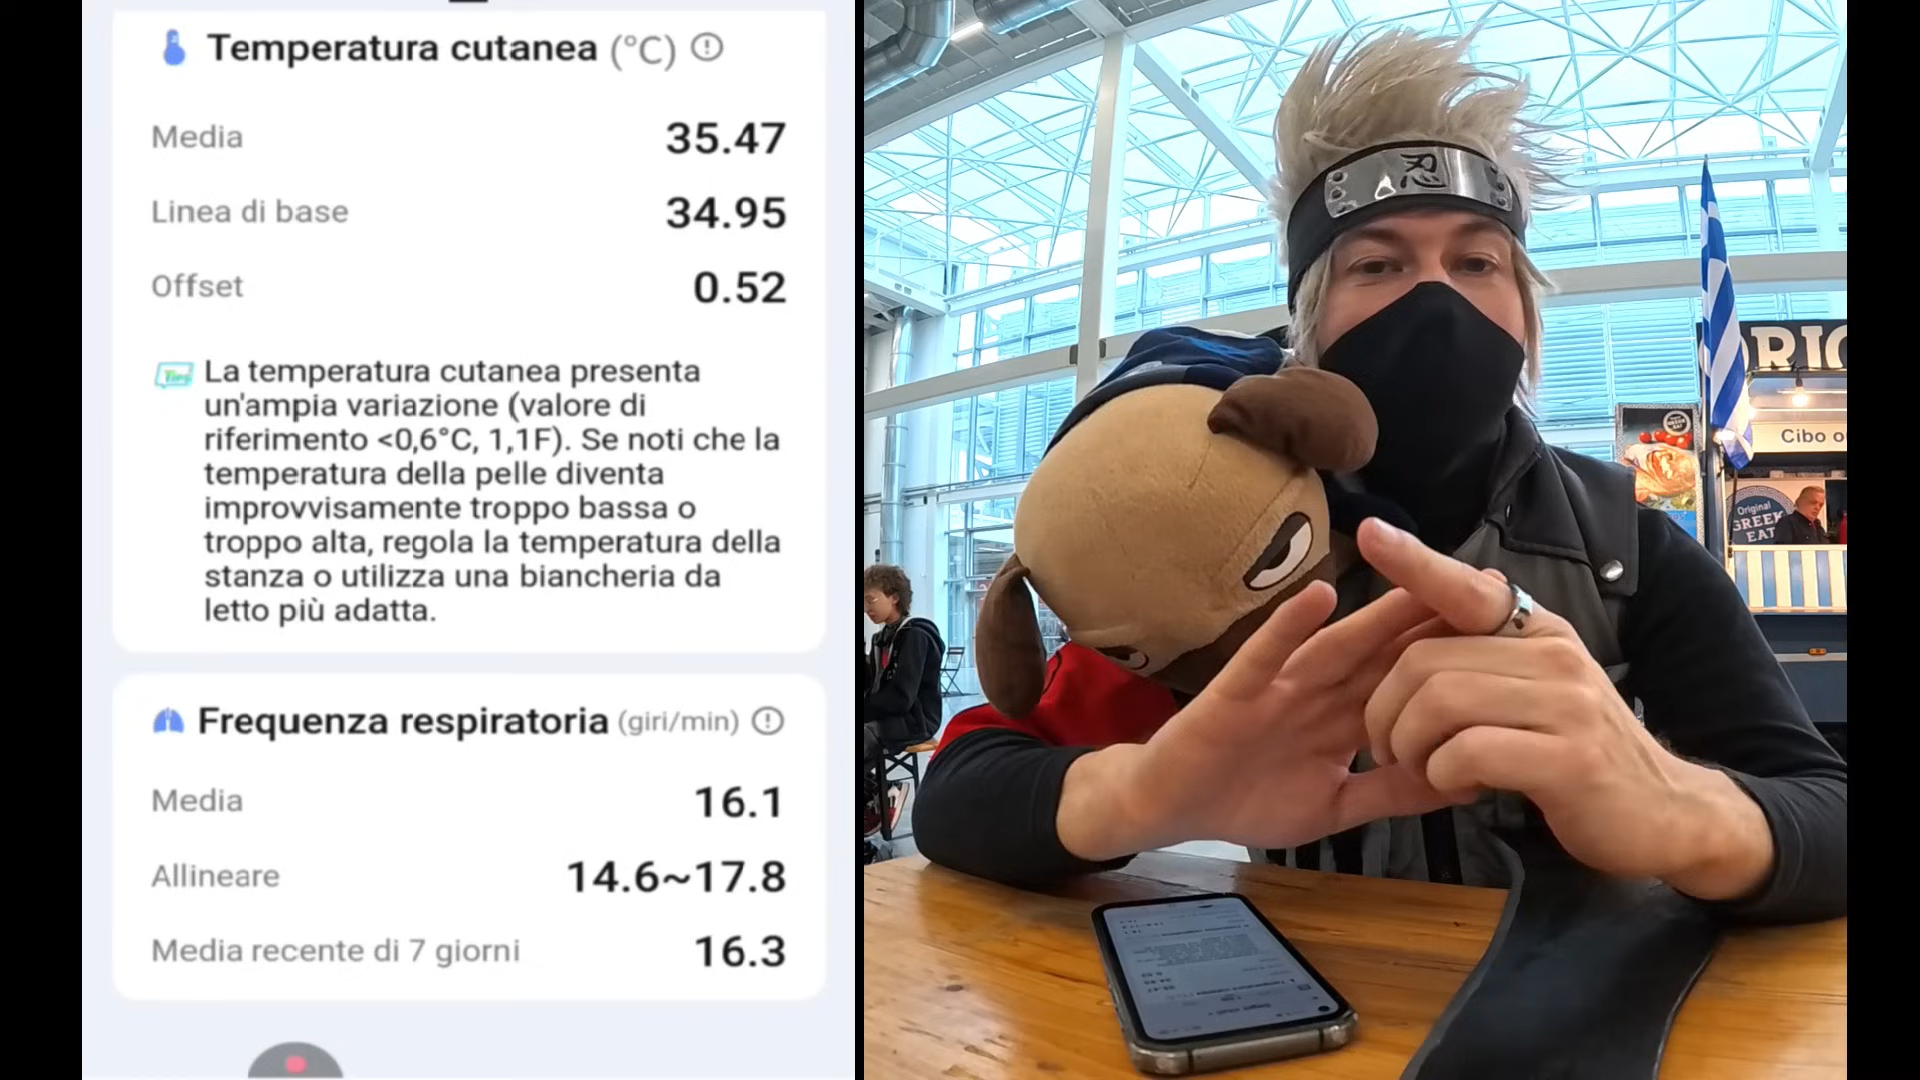 Temperatura cutanea (°C)
Media 35.47
Linea di base 34.95
Offset 0.52
La temperatura cutanea presenta
un'ampia variazione (valore di
riferimento <0,6°C, 1,1F). Se noti che la
temperatura della pelle diventa
improvvisamente troppo bassa o
troppo alta, regola la temperatura della
stanza o utilizza una biancheria da
letto più adatta.
Frequenza respiratoria (giri/min)
Media 16.1
Allineare 14.6~17.8
Media recente di 7 giorni 16.3
忍
ORIG
Cibo o
Original
GREEK
EAT